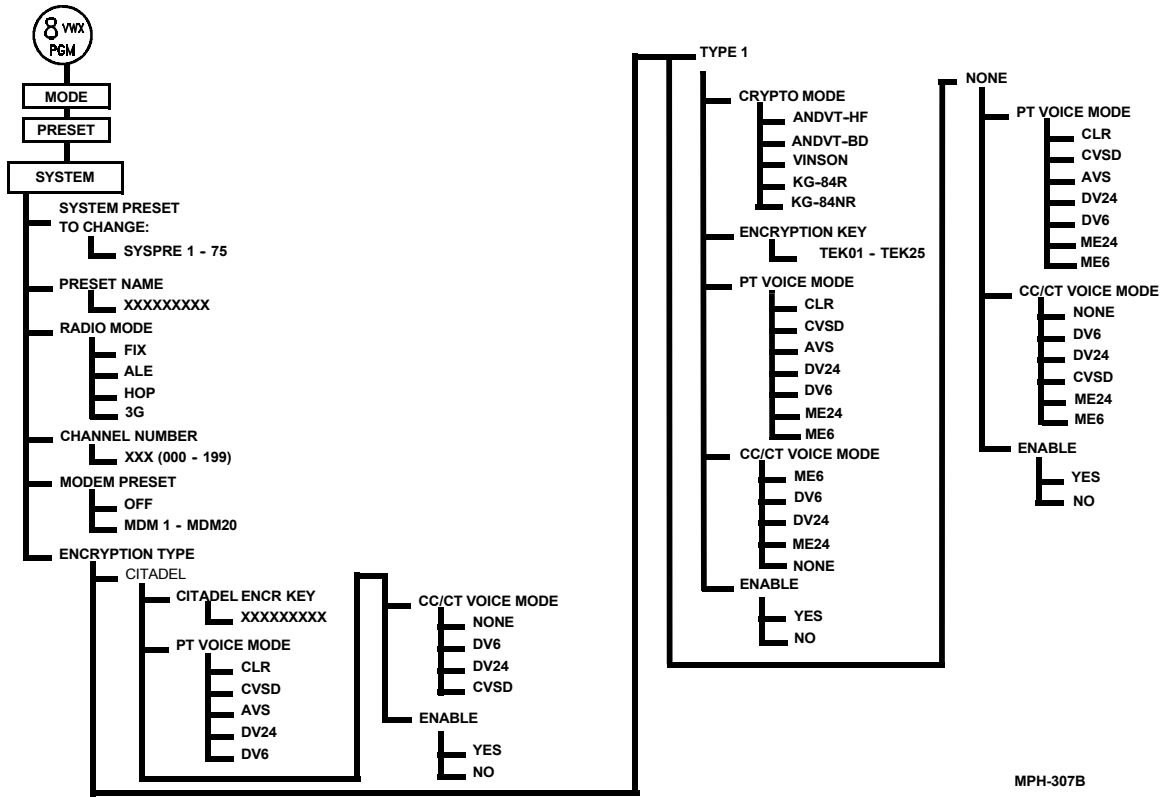 8 VWX
PGM
MODE
PRESET
SYSTEM
SYSTEM PRESET
TO CHANGE:
SYSPRE 1 - 75
PRESET NAME
XXXXXXXXX
RADIO MODE
FIX
ALE
HOP
3G
CHANNEL NUMBER
XXX (000 - 199)
MODEM PRESET
OFF
MDM 1 - MDM20
ENCRYPTION TYPE
CITADEL
CITADEL ENCR KEY
XXXXXXXXX
PT VOICE MODE
CLR
CVSD
AVS
DV24
DV6
CC/CT VOICE MODE
NONE
DV6
DV24
CVSD
ENABLE
YES
NO
TYPE 1
CRYPTO MODE
ANDVT-HF
ANDVT-BD
VINSON
KG-84R
KG-84NR
ENCRYPTION KEY
TEK01 - TEK25
PT VOICE MODE
CLR
CVSD
AVS
DV24
DV6
ME24
ME6
CC/CT VOICE MODE
ME6
DV6
DV24
ME24
NONE
ENABLE
YES
NO
NONE
PT VOICE MODE
CLR
CVSD
AVS
DV24
DV6
ME24
ME6
CC/CT VOICE MODE
NONE
DV6
DV24
CVSD
ME24
ME6
ENABLE
YES
NO
MPH-307B